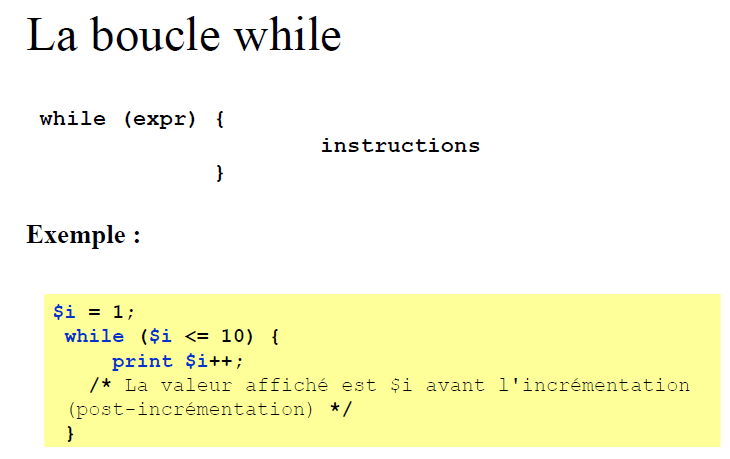 La boucle while
while (expr) {
instructions
}
Exemple :
$i = 1;
while ($i <= 10) {
print $i++;
/* La valeur affiché est $i avant l'incrémentation
(post-incrémentation) */
}